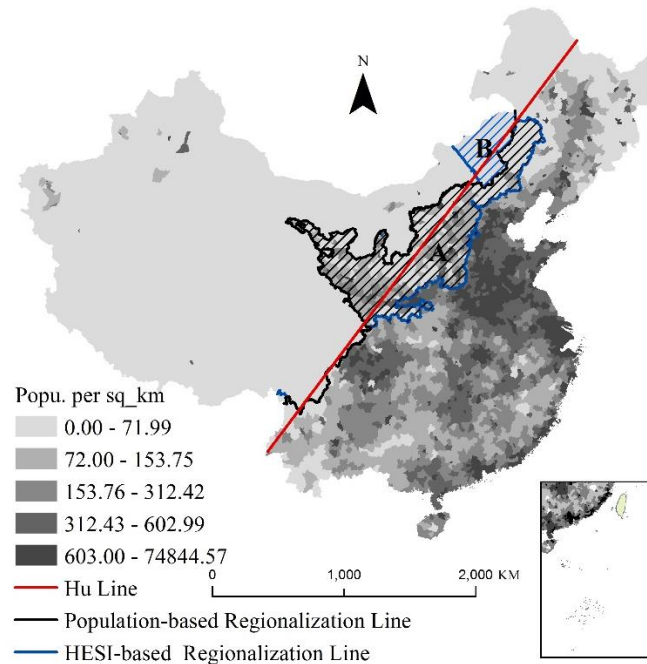 N
B
A
Popu. per sq_km
0.00 - 71.99
72.00 - 153.75
153.76 - 312.42
312.43 - 602.99
603.00 - 74844.57
Hu Line
Population-based Regionalization Line
HESI-based Regionalization Line
0 1,000 2,000 KM